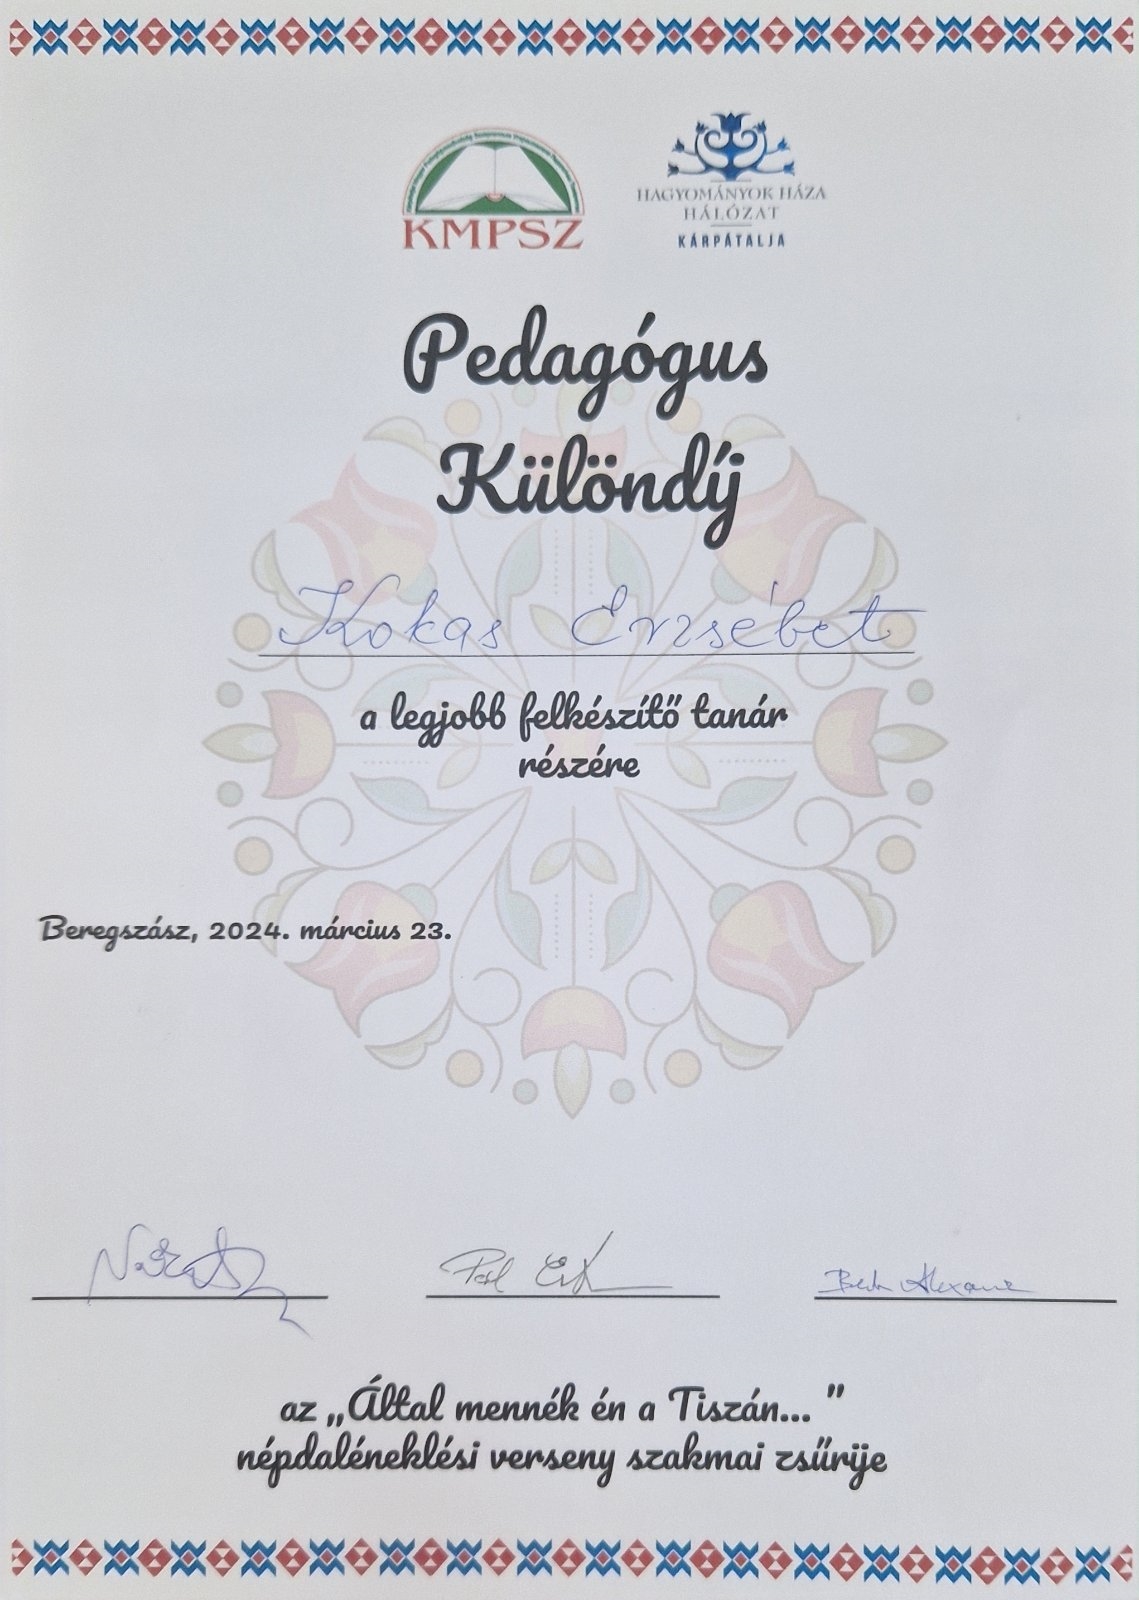 KMPSZ
HAGYOMÁNYOK HÁZA
HÁLÓZAT
KÁRPÁTALJA
Pedagógus
Különdíj
Kokas Erzsébet
a legjobb felkészítő tanár
részére
Beregszász, 2024. március 23.
az „Által mennék én a Tiszán... ”
népdaléneklési verseny szakmai zsűrije